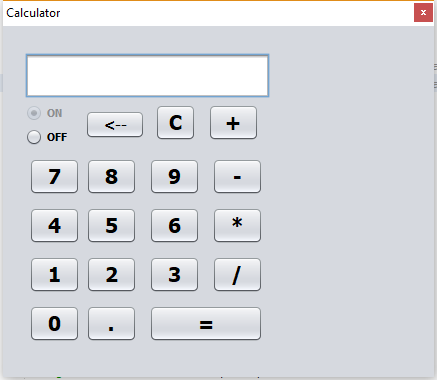 Calculator x
ON
<-- C +
OFF
7 8 9 -
4 5 6 *
1 2 3 /
0 . =